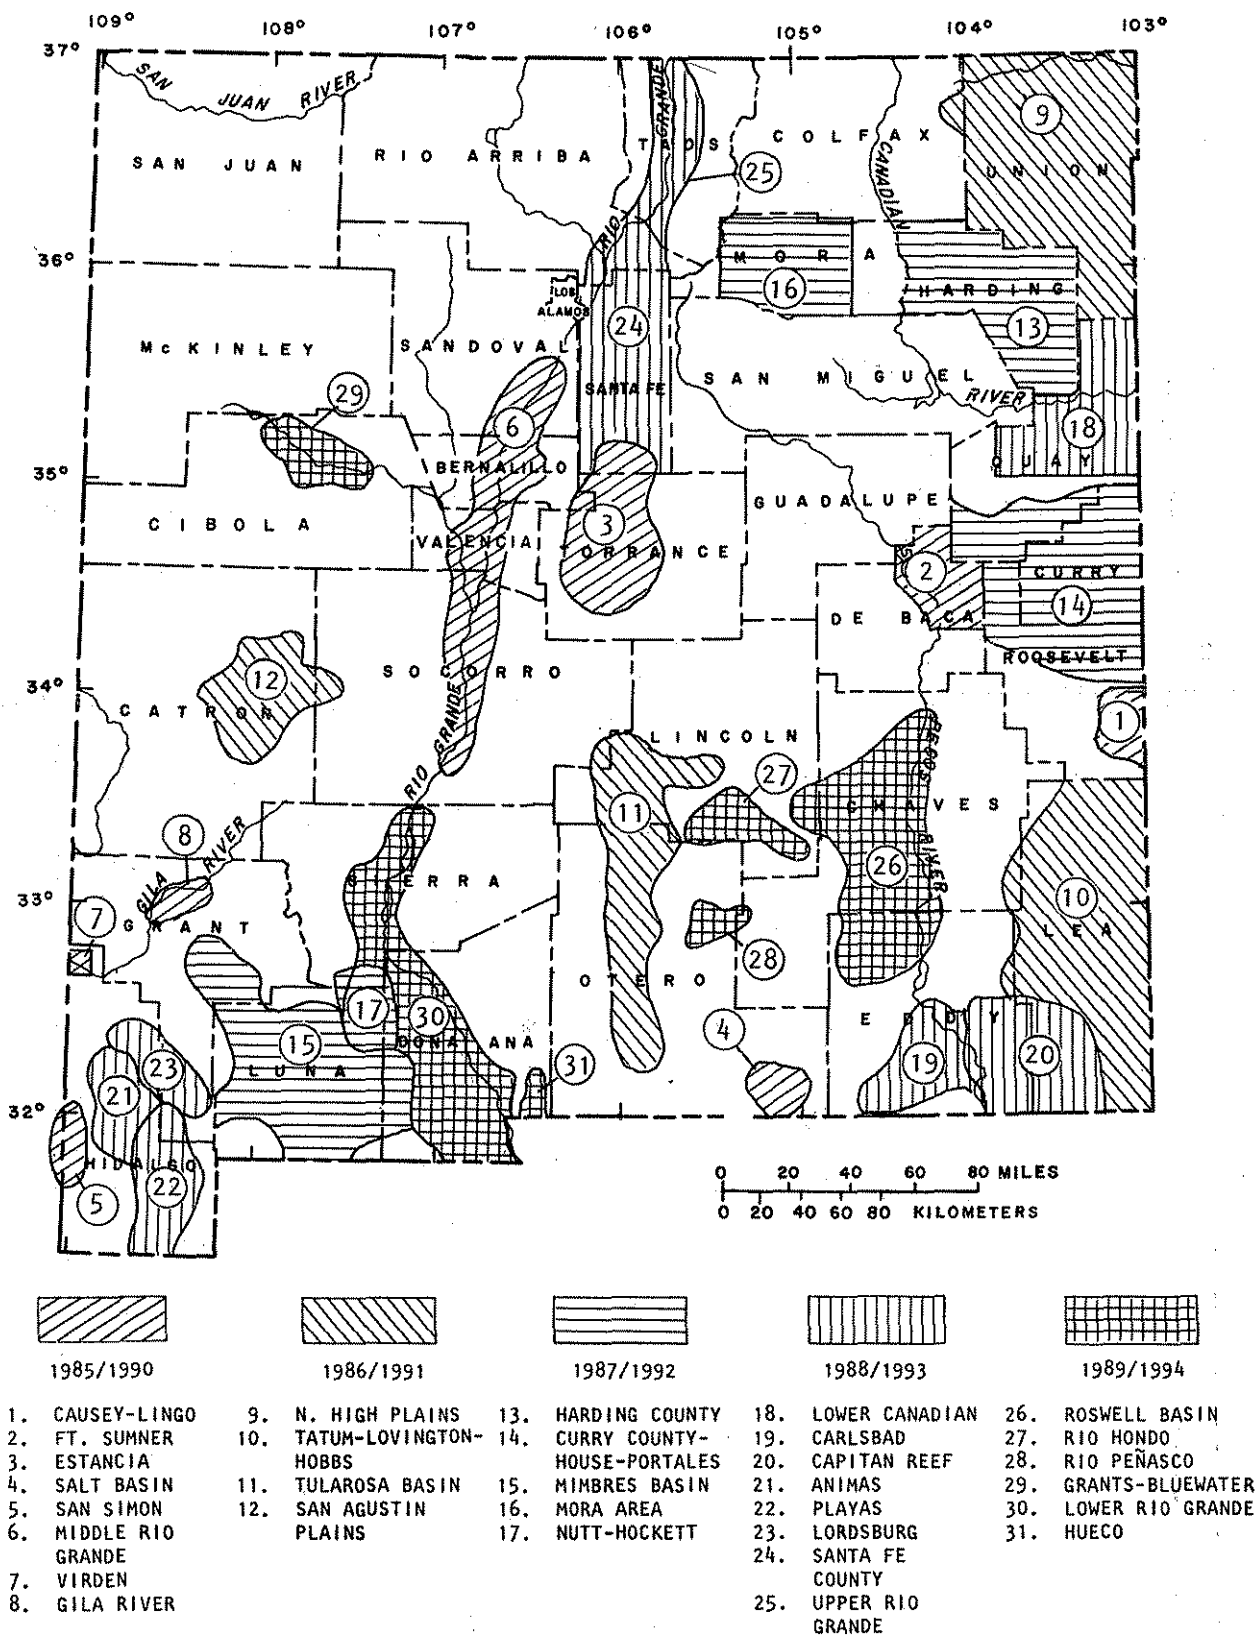 109° 108° 107° 106° 105° 104° 103°
37°
SAN JUAN RIVER
RIO GRANDE
CANADIAN
9
SAN JUAN
RIO ARRIBA
TAOS
COLFAX
UNION
25
36°
MORA
16
HARDING
LOS ALAMOS
24
13
McKINLEY
SANDOVAL
SANTA FE
SAN MIGUEL
RIVER
29
6
18
35°
BERNALILLO
QUAY
CIBOLA
VALENCIA
3
TORRANCE
GUADALUPE
2
CURRY
14
DE BACA
ROOSEVELT
34°
12
SOCORRO
CATRON
RIO GRANDE
LINCOLN
PECOS RIVER
1
27
11
CHAVES
8
GILA RIVER
26
33°
7
GRANT
SIERRA
10
LEA
28
OTERO
17
30
4
EDDY
15
LUNA
DONA ANA
31
19
20
23
21
32°
HIDALGO
5
22
0 20 40 60 80 MILES
0 20 40 60 80 KILOMETERS
1985/1990
1. CAUSEY-LINGO
2. FT. SUMNER
3. ESTANCIA
4. SALT BASIN
5. SAN SIMON
6. MIDDLE RIO
GRANDE
7. VIRDEN
8. GILA RIVER
1986/1991
9. N. HIGH PLAINS
10. TATUM-LOVINGTON-
HOBBS
11. TULAROSA BASIN
12. SAN AGUSTIN
PLAINS
1987/1992
13. HARDING COUNTY
14. CURRY COUNTY-
HOUSE-PORTALES
15. MIMBRES BASIN
16. MORA AREA
17. NUTT-HOCKETT
1988/1993
18. LOWER CANADIAN
19. CARLSBAD
20. CAPITAN REEF
21. ANIMAS
22. PLAYAS
23. LORDSBURG
24. SANTA FE
COUNTY
25. UPPER RIO
GRANDE
1989/1994
26. ROSWELL BASIN
27. RIO HONDO
28. RIO PEÑASCO
29. GRANTS-BLUEWATER
30. LOWER RIO GRANDE
31. HUECO